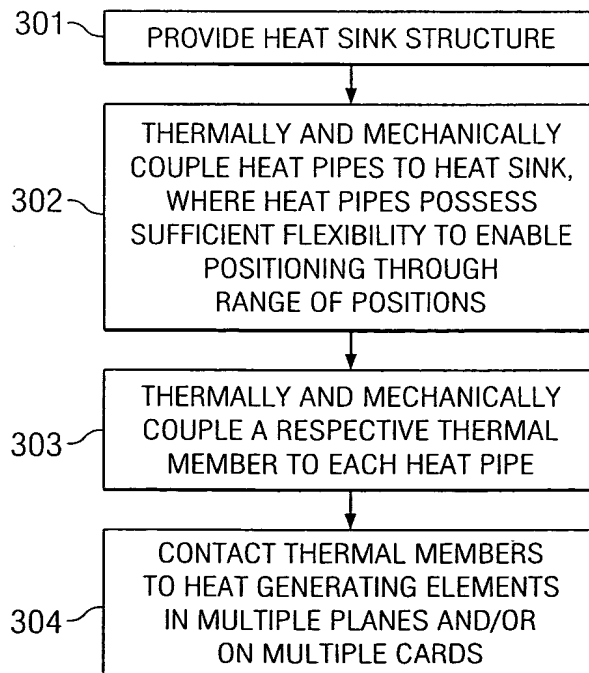 301
PROVIDE HEAT SINK STRUCTURE
302
THERMALLY AND MECHANICALLY
COUPLE HEAT PIPES TO HEAT SINK,
WHERE HEAT PIPES POSSESS
SUFFICIENT FLEXIBILITY TO ENABLE
POSITIONING THROUGH
RANGE OF POSITIONS
303
THERMALLY AND MECHANICALLY
COUPLE A RESPECTIVE THERMAL
MEMBER TO EACH HEAT PIPE
304
CONTACT THERMAL MEMBERS
TO HEAT GENERATING ELEMENTS
IN MULTIPLE PLANES AND/OR
ON MULTIPLE CARDS